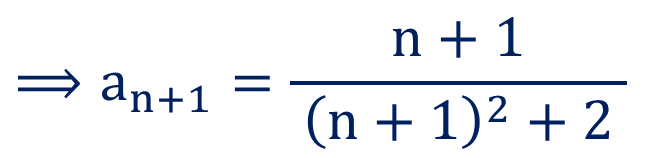 ⟹ aₙ₊₁ = (n + 1) / ((n + 1)² + 2)